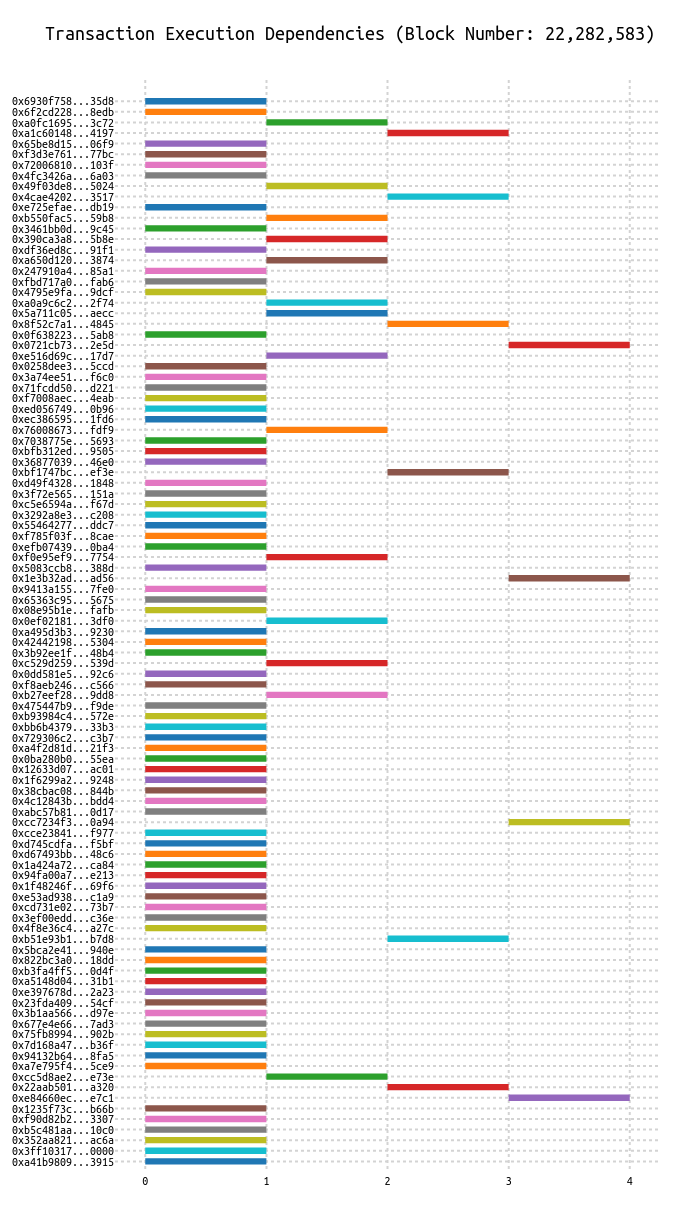 Transaction Execution Dependencies (Block Number: 22,282,583)
0x6930f758...35d8
0x6f2cd228...8edb
0xa0fc1695...3c72
0xa1c60148...4197
0x65be8d15...06f9
0xf3d3e761...77bc
0x72006810...103f
0x4fc3426a...6a03
0x49f03de8...5024
0x4cae4202...3517
0xe725efae...db19
0xb550fac5...59b8
0x3461bb0d...9c45
0x390ca3a8...5b8e
0xdf36ed8c...91f1
0xa650d120...3874
0x247910a4...85a1
0xfbd717a0...fab6
0x4795e9fa...9dcf
0xa0a9c6c2...2f74
0x5a711c05...aecc
0x8f52c7a1...4845
0x0f638223...5ab8
0x0721cb73...2e5d
0xe516d69c...17d7
0x0258dee3...5ccd
0x3a74ee51...f6c0
0x71fcdd50...d221
0xf7008aec...4eab
0xed056749...0b96
0xec386595...1fd6
0x76008673...fdf9
0x7038775e...5693
0xbfb312ed...9505
0x36877039...46e0
0xbf1747bc...ef3e
0xd49f4328...1848
0x3f72e565...151a
0xc5e6594a...f67d
0x3292a8e3...c208
0x55464277...ddc7
0xf785f03f...8cae
0xefb07439...0ba4
0xf0e95ef9...7754
0x5083ccb8...388d
0x1e3b32ad...ad56
0x9413a155...7fe0
0x65363c95...5675
0x08e95b1e...fafb
0x0ef02181...3df0
0xa495d3b3...9230
0x42442198...5304
0x3b92ee1f...48b4
0xc529d259...539d
0x0dd581e5...92c6
0xf8aeb246...c566
0xb27eef28...9dd8
0x475447b9...f9de
0xb93984c4...572e
0xbb6b4379...33b3
0x729306c2...c3b7
0xa4f2d81d...21f3
0x0ba280b0...55ea
0x12633d07...ac01
0x1f6299a2...9248
0x38cbac08...844b
0x4c12843b...bdd4
0xabc57b81...0d17
0xcc7234f3...0a94
0xcce23841...f977
0xd745cdfa...f5bf
0xd67493bb...48c6
0x1a424a72...ca84
0x94fa00a7...e213
0x1f48246f...69f6
0xe53ad938...c1a9
0xcd731e02...73b7
0x3ef00edd...c36e
0x4f8e36c4...a27c
0xb51e93b1...b7d8
0x5bca2e41...940e
0x822bc3a0...18dd
0xb3fa4ff5...0d4f
0xa5148d04...31b1
0xe397678d...2a23
0x23fda409...54cf
0x3b1aa566...d97e
0x677e4e66...7ad3
0x75fb8994...902b
0x7d168a47...b36f
0x94132b64...8fa5
0xa7e795f4...5ce9
0xcc5d8ae2...e73e
0x22aab501...a320
0xe84660ec...e7c1
0x1235f73c...b66b
0xf90d82b2...3307
0xb5c481aa...10c0
0x352aa821...ac6a
0x3ff10317...0000
0xa41b9809...3915
0 1 2 3 4